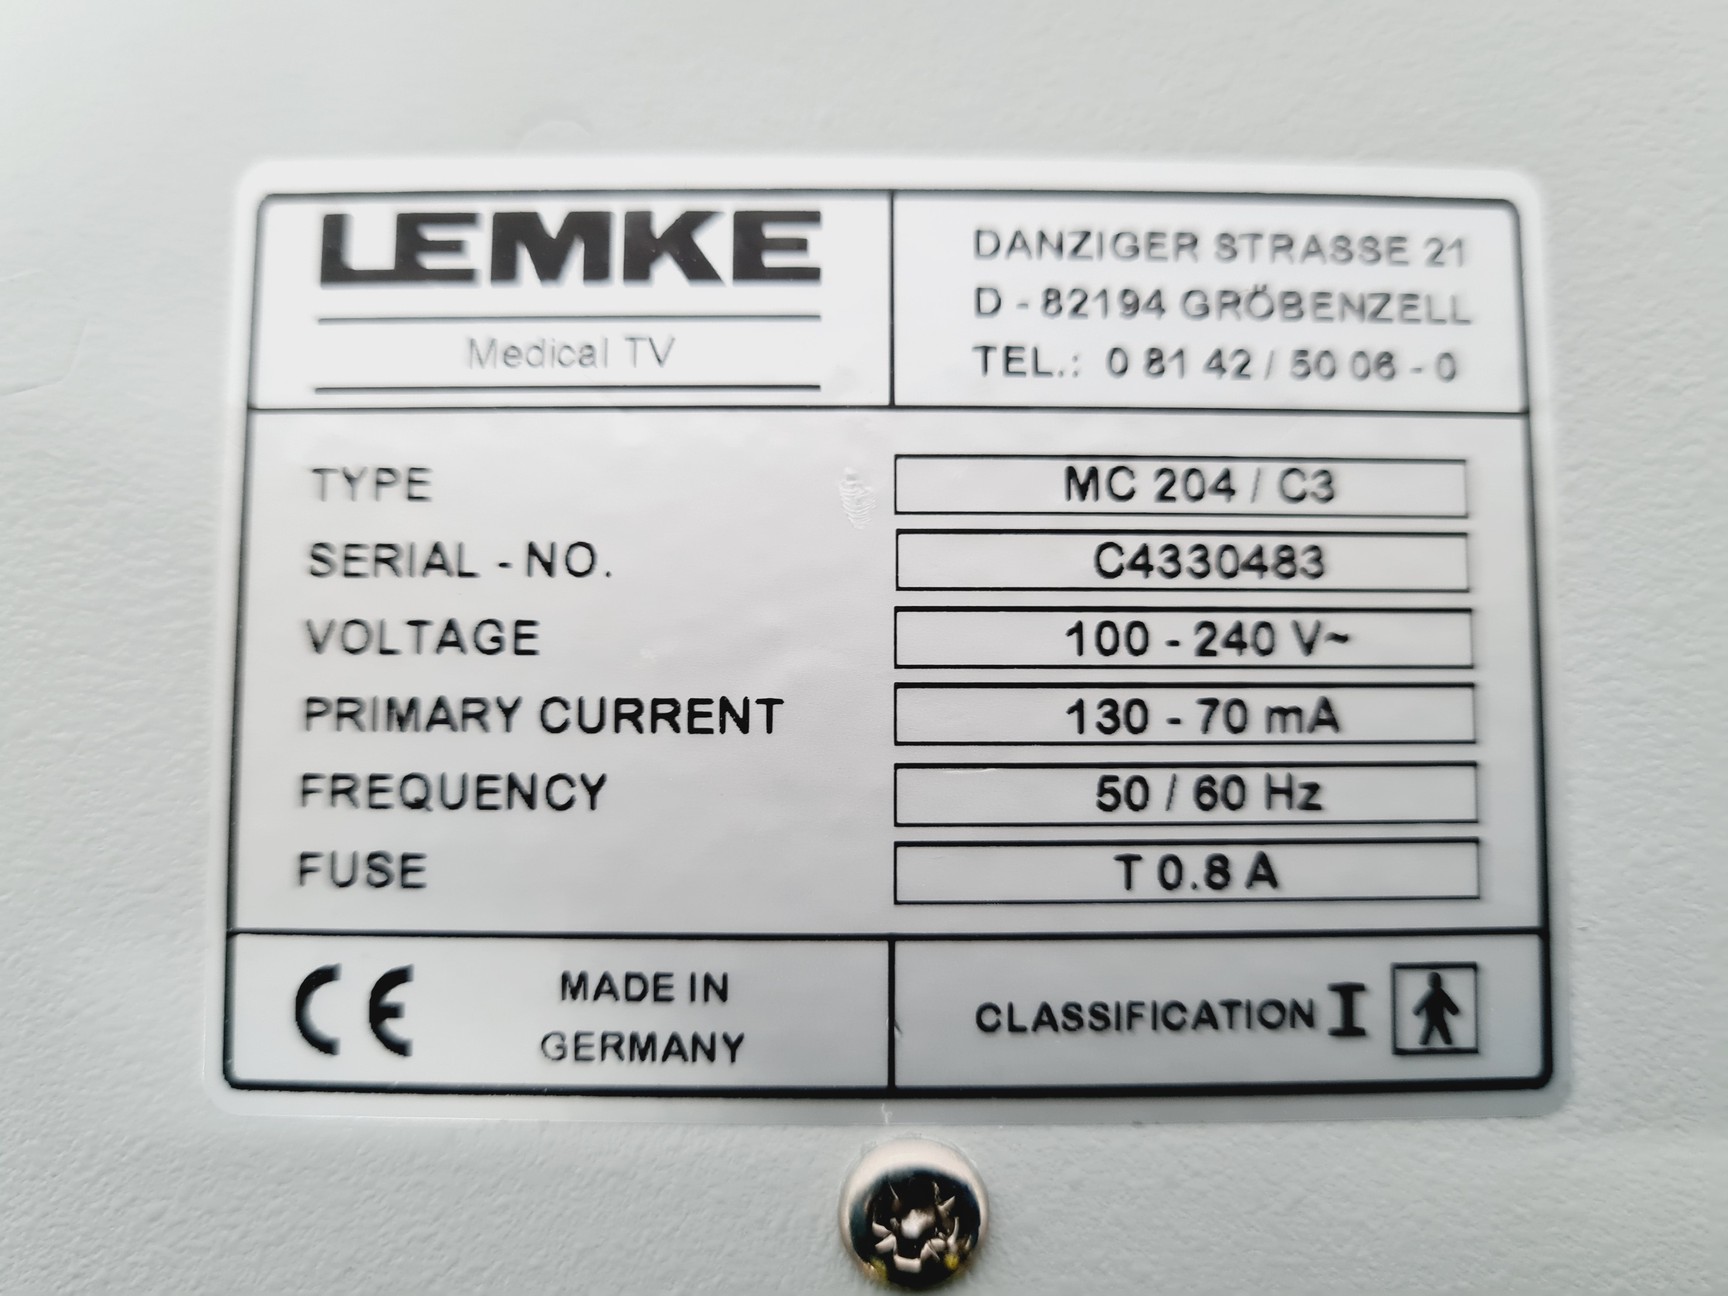 LEMKE
Medical TV
DANZIGER STRASSE 21
D - 82194 GRÖBENZELL
TEL.: 0 81 42 / 50 06 - 0
TYPE MC 204 / C3
SERIAL - NO. C4330483
VOLTAGE 100 - 240 V~
PRIMARY CURRENT 130 - 70 mA
FREQUENCY 50 / 60 Hz
FUSE T 0.8 A
CE
MADE IN
GERMANY
CLASSIFICATION I